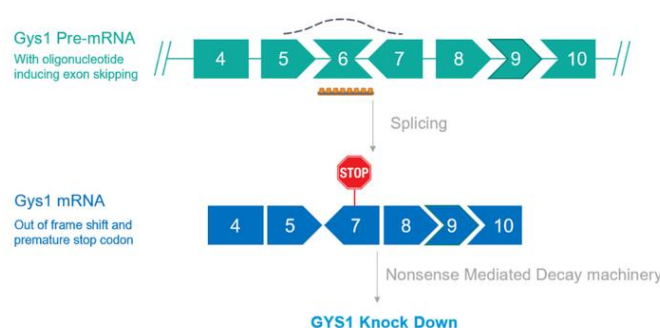 Gys1 Pre-mRNA
With oligonucleotide
inducing exon skipping
4 5 6 7 8 9 10
Splicing
STOP
Gys1 mRNA
Out of frame shift and
premature stop codon
4 5 7 8 9 10
Nonsense Mediated Decay machinery
GYS1 Knock Down